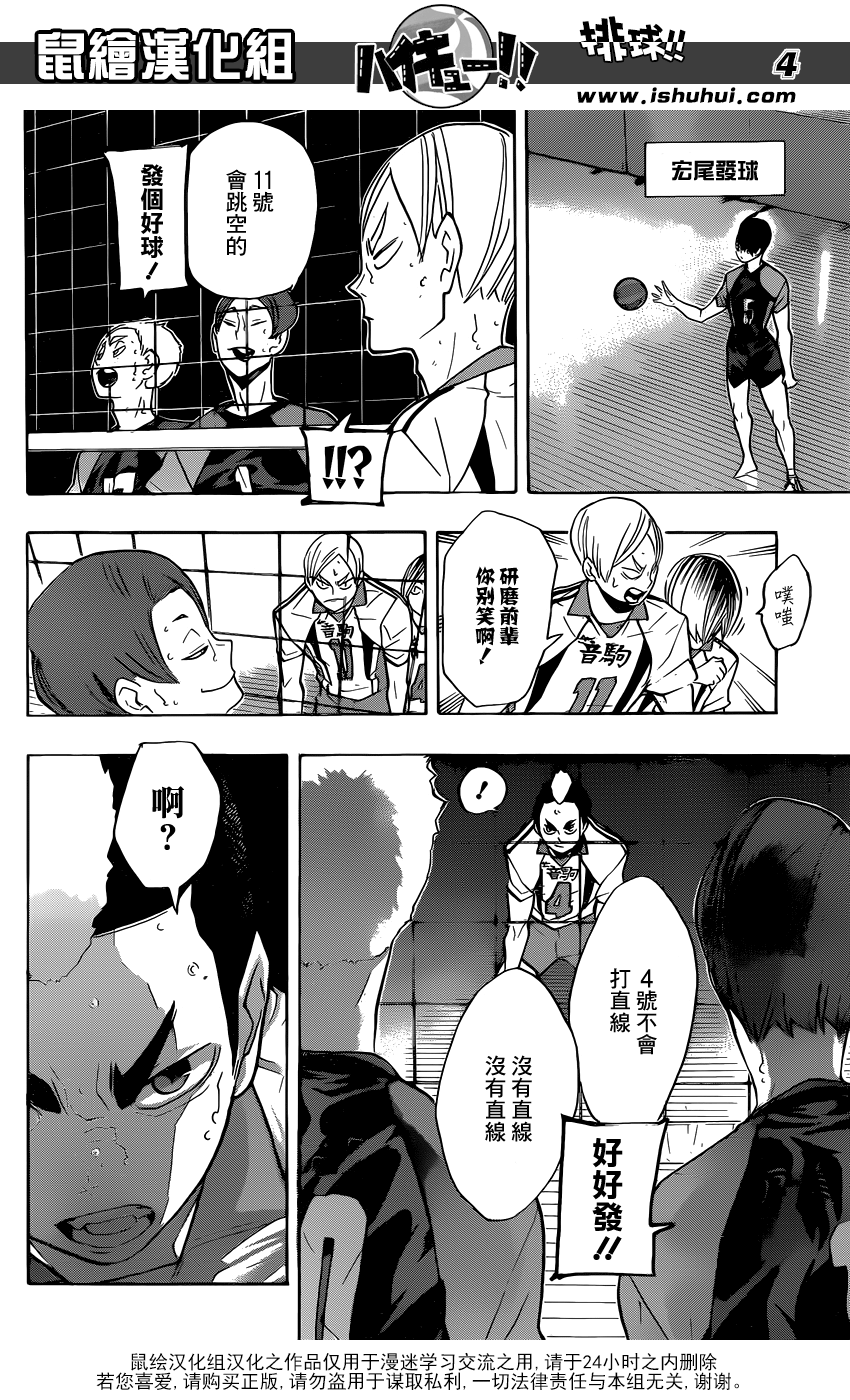 鼠繪漢化組
ハイキュー!!
排球!!
4
www.ishuhui.com
宏尾發球
11號
會跳空的
發個好球!
!!?
噗嗤
研磨前輩
你別笑啊!
音駒
11
音駒
11
!
音駒
4
4號不會
打直線
沒有直線
沒有直線
好好發!!
啊?
鼠绘汉化组汉化之作品仅用于漫迷学习交流之用,请于24小时之内删除
若您喜爱,请购买正版,请勿盗用于谋取私利,一切法律责任与本组无关,谢谢。